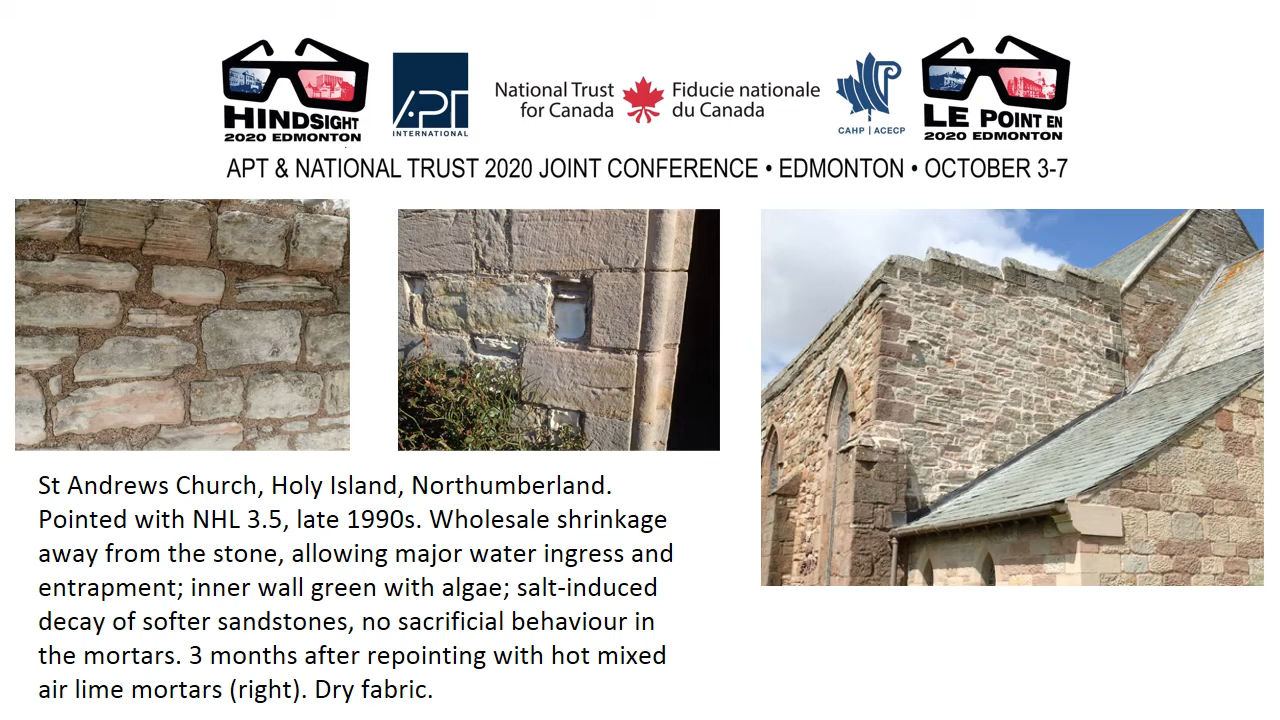 HINDSIGHT
2020 EDMONTON
APT
INTERNATIONAL
National Trust
for Canada
Fiducie nationale
du Canada
CAHP | ACECP
LE POINT EN
2020 EDMONTON
APT & NATIONAL TRUST 2020 JOINT CONFERENCE • EDMONTON • OCTOBER 3-7
St Andrews Church, Holy Island, Northumberland.
Pointed with NHL 3.5, late 1990s. Wholesale shrinkage
away from the stone, allowing major water ingress and
entrapment; inner wall green with algae; salt-induced
decay of softer sandstones, no sacrificial behaviour in
the mortars. 3 months after repointing with hot mixed
air lime mortars (right). Dry fabric.